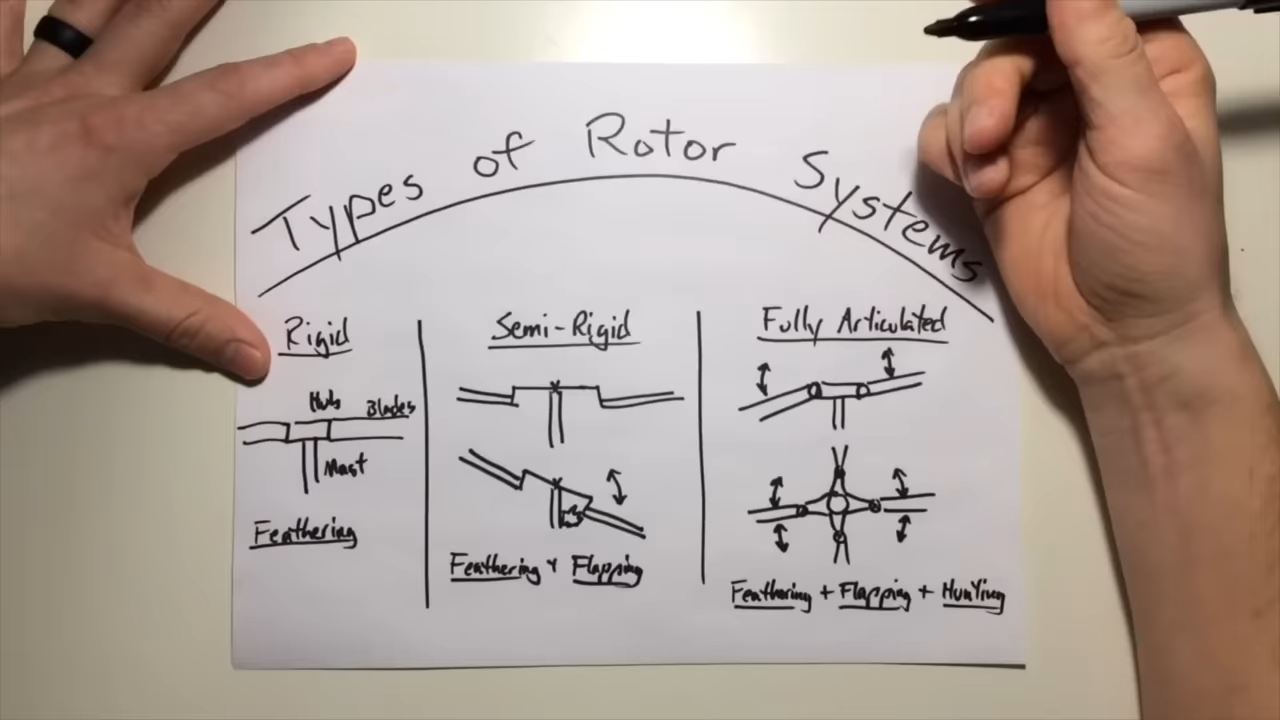 Types of Rotor Systems
Rigid
Hub
Blades
Mast
Feathering
Semi-Rigid
Feathering + Flapping
Fully Articulated
Feathering + Flapping + Hunting